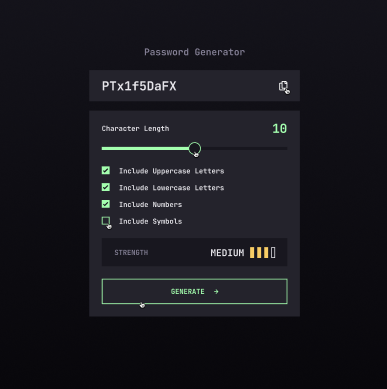 Password Generator
PTx1f5DaFX
Character Length 10
Include Uppercase Letters
Include Lowercase Letters
Include Numbers
Include Symbols
STRENGTH MEDIUM
GENERATE →